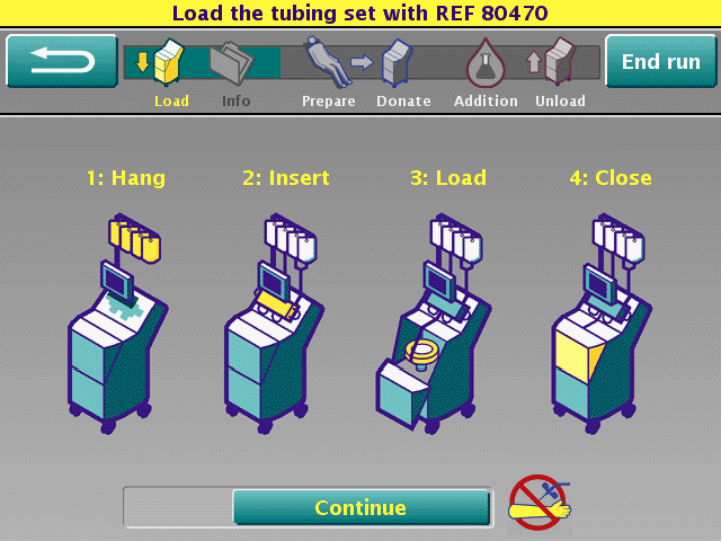 Load the tubing set with REF 80470
End run
Load Info Prepare Donate Addition Unload
1: Hang 2: Insert 3: Load 4: Close
Continue